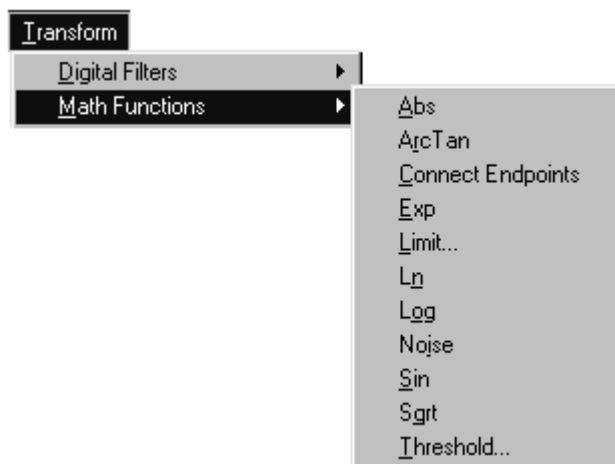 Transform
Digital Filters
Math Functions
Abs
ArcTan
Connect Endpoints
Exp
Limit...
Ln
Log
Noise
Sin
Sqrt
Threshold...